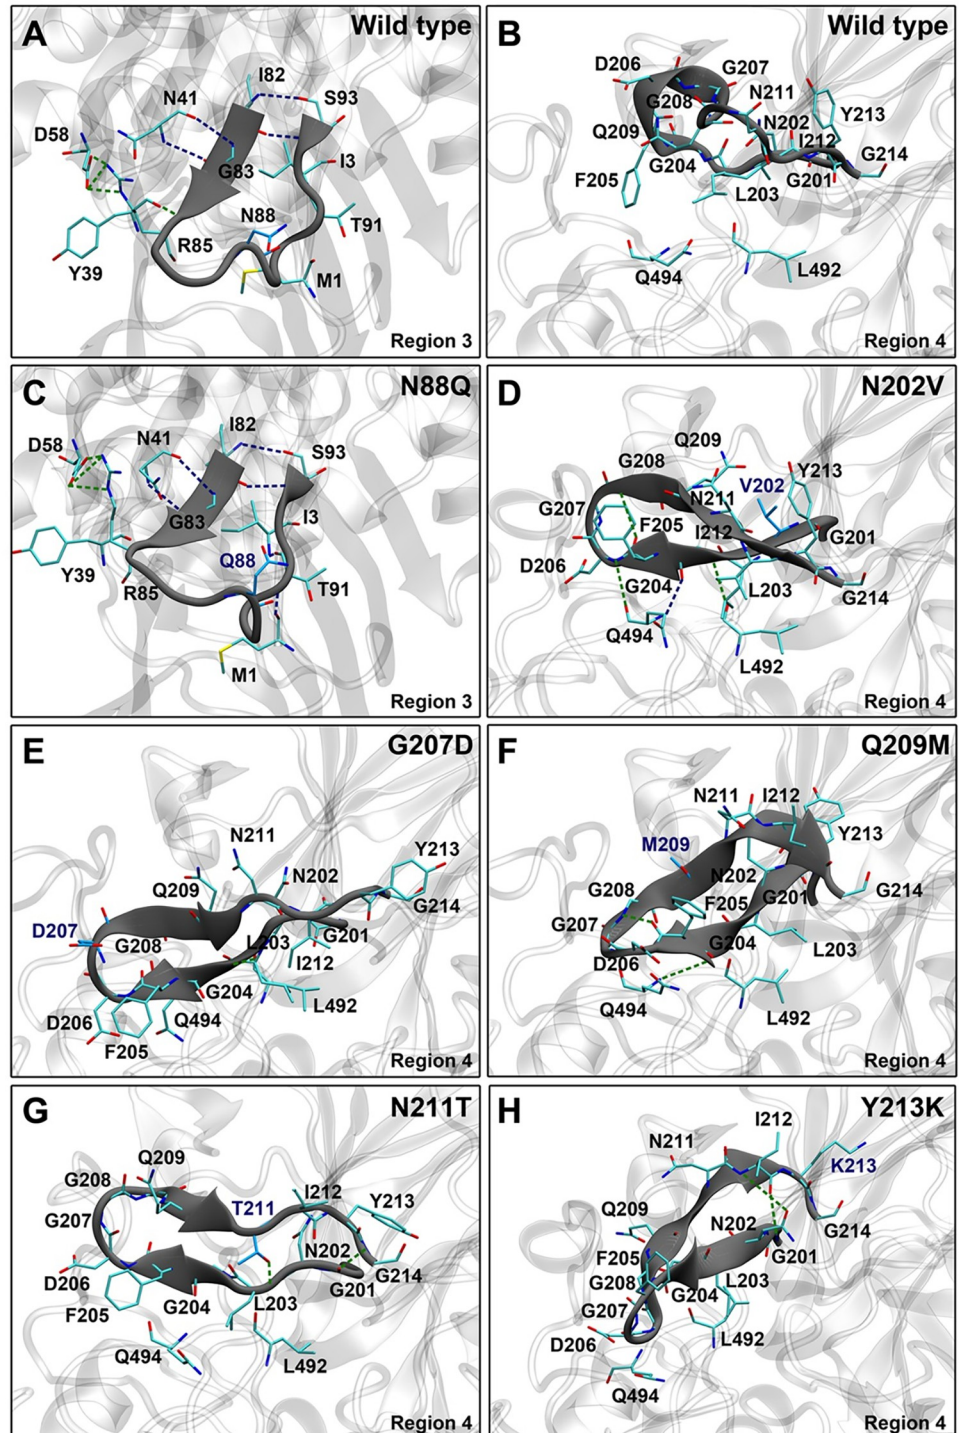 A
Wild type
I82
N41
S93
D58
G83
I3
N88
T91
R85
Y39
M1
Region 3
B
Wild type
D206
G207
G208
N211
Y213
Q209
N202
I212
G204
G214
F205
G201
L203
Q494
L492
Region 4
C
N88Q
I82
N41
D58
S93
G83
I3
Q88
Y39
T91
R85
M1
Region 3
D
N202V
Q209
G208
Y213
V202
N211
G207
F205
I212
G201
D206
G204
L203
G214
Q494
L492
Region 4
E
G207D
N211
Y213
Q209
N202
G214
D207
G208
L203
G201
I212
G204
L492
D206
Q494
F205
Region 4
F
Q209M
N211
I212
Y213
M209
N202
G208
F205
G201
G214
G207
G204
L203
D206
Q494
L492
Region 4
G
N211T
Q209
G208
I212
Y213
T211
G207
N202
D206
G214
G201
F205
G204
L203
Q494
L492
Region 4
H
Y213K
I212
N211
K213
Q209
N202
G214
F205
G201
G208
L203
G204
G207
D206
L492
Q494
Region 4